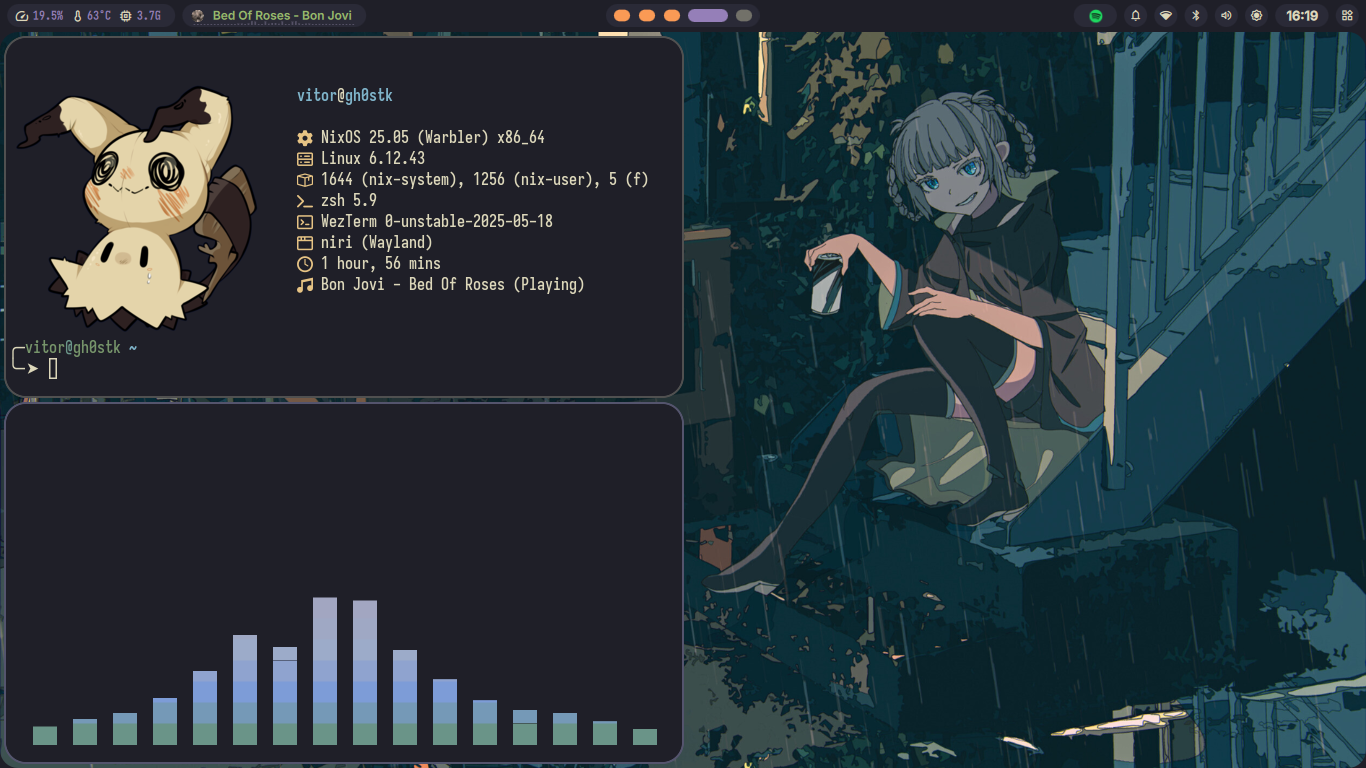 19.5% 63°C 3.7G Bed Of Roses - Bon Jovi 16:19
vitor@gh0stk
NixOS 25.05 (Warbler) x86_64
Linux 6.12.43
1644 (nix-system), 1256 (nix-user), 5 (f)
zsh 5.9
WezTerm 0-unstable-2025-05-18
niri (Wayland)
1 hour, 56 mins
Bon Jovi - Bed Of Roses (Playing)
vitor@gh0stk ~